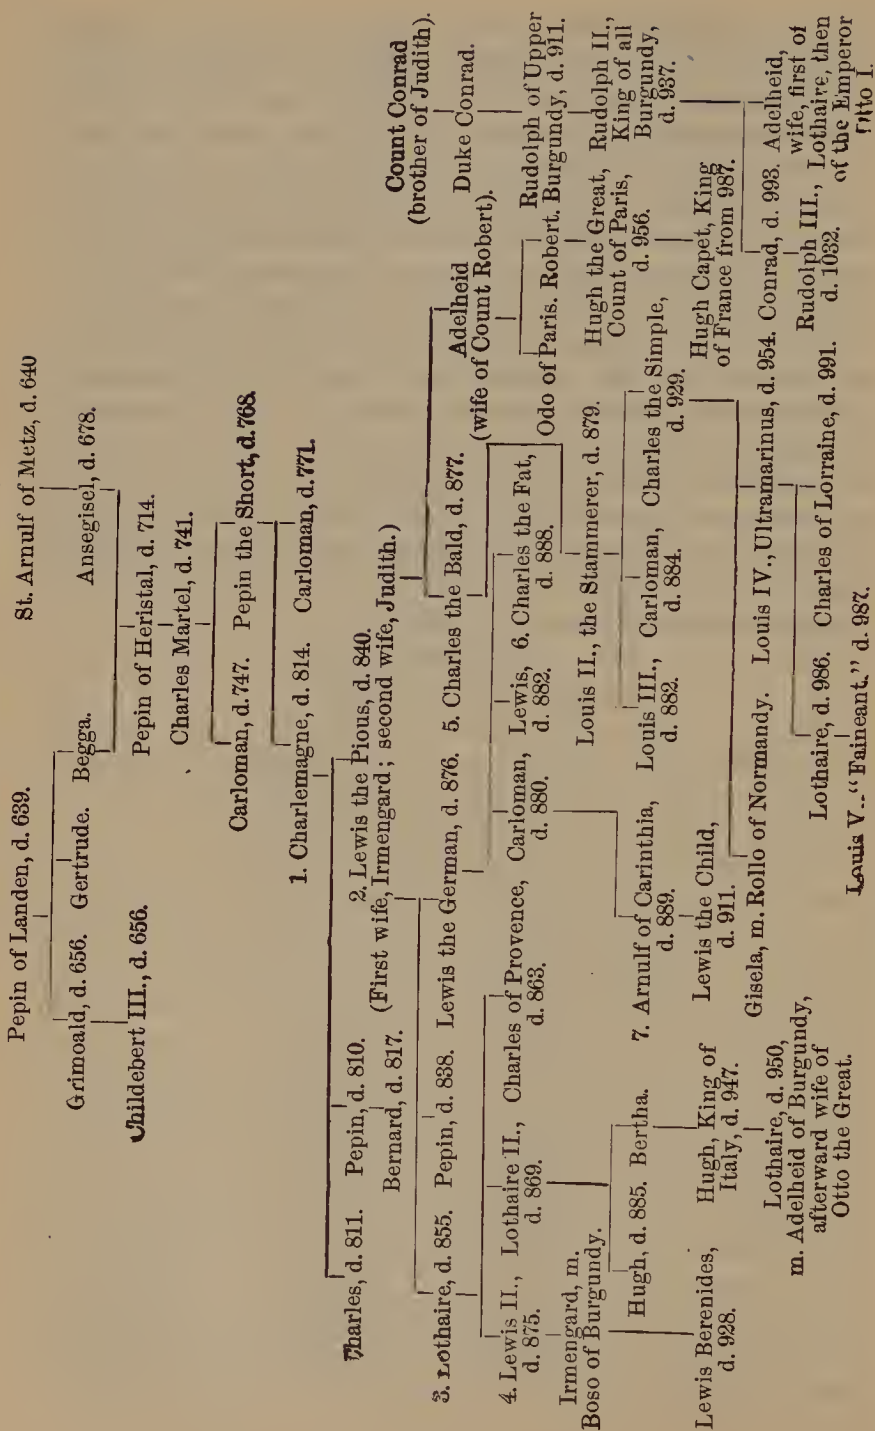 Pepin of Landen, d. 639.
St. Arnulf of Metz, d. 640
Grimoald, d. 656. Gertrude. Begga.
Ansegisel, d. 678.
Childebert III., d. 656.
Pepin of Heristal, d. 714.
Charles Martel, d. 741.
Carloman, d. 747. Pepin the Short, d. 768.
1. Charlemagne, d. 814. Carloman, d. 771.
Charles, d. 811. Pepin, d. 810.
2. Lewis the Pious, d. 840.
Bernard, d. 817.
(First wife, Irmengard; second wife, Judith.)
Count Conrad
(brother of Judith).
3. Lothaire, d. 855. Pepin, d. 838. Lewis the German, d. 876. 5. Charles the Bald, d. 877.
Adelheid
(wife of Count Robert).
Duke Conrad.
4. Lewis II.,
d. 875.
Lothaire II.,
d. 869.
Charles of Provence,
d. 863.
Carloman,
d. 880.
Lewis,
d. 882.
6. Charles the Fat,
d. 888.
Odo of Paris. Robert.
Rudolph of Upper
Burgundy, d. 911.
Irmengard, m.
Boso of Burgundy.
Louis II., the Stammerer, d. 879.
Hugh the Great,
Count of Paris,
d. 956.
Rudolph II.,
King of all
Burgundy,
d. 937.
Hugh, d. 885. Bertha.
7. Arnulf of Carinthia,
d. 889.
Louis III.,
d. 882.
Carloman,
d. 884.
Charles the Simple,
d. 929.
Lewis Berenides,
d. 928.
Hugh, King of
Italy, d. 947.
Lewis the Child,
d. 911.
Hugh Capet, King
of France from 987.
Gisela, m. Rollo of Normandy. Louis IV., Ultramarinus, d. 954. Conrad, d. 993. Adelheid,
wife, first of
Lothaire, then
of the Emperor
Otto I.
Lothaire, d. 950,
m. Adelheid of Burgundy,
afterward wife of
Otto the Great.
Lothaire, d. 986. Charles of Lorraine, d. 991.
Rudolph III.,
d. 1032.
Louis V. "Faineant." d. 987.